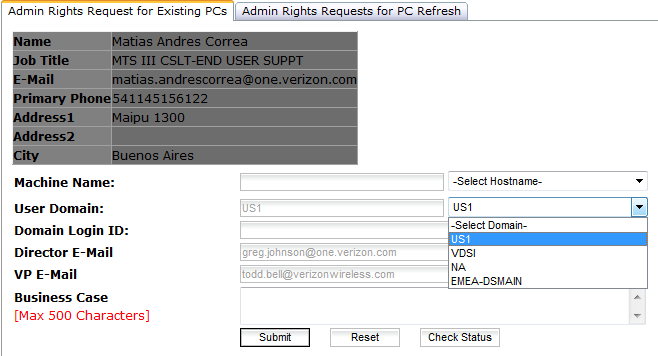 Admin Rights Request for Existing PCs Admin Rights Requests for PC Refresh
Name Matias Andres Correa
Job Title MTS III CSLT-END USER SUPPT
E-Mail matias.andrescorrea@one.verizon.com
Primary Phone 541145156122
Address1 Maipu 1300
Address2
City Buenos Aires
Machine Name: -Select Hostname-
User Domain: US1 US1
-Select Domain-
Domain Login ID:
US1
Director E-Mail greg.johnson@one.verizon.com VDSI
NA
VP E-Mail todd.bell@verizonwireless.com
EMEA-DSMAIN
Business Case
[Max 500 Characters]
Submit Reset Check Status